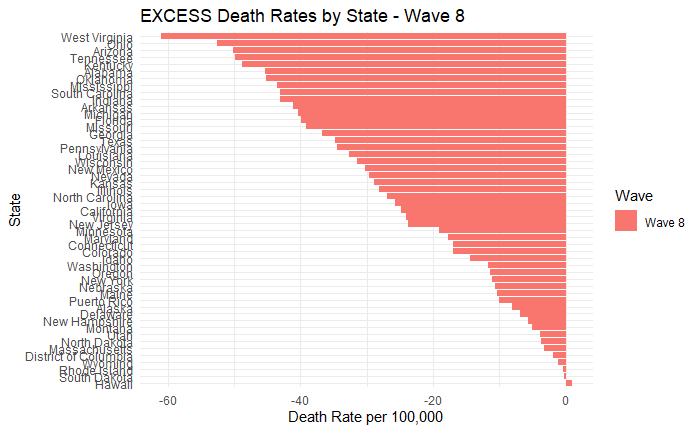 EXCESS Death Rates by State - Wave 8
State
West Virginia
Ohio
Arizona
Tennessee
Kentucky
Alabama
Oklahoma
Mississippi
South Carolina
Indiana
Arkansas
Michigan
Florida
Missouri
Georgia
Texas
Pennsylvania
Louisiana
Wisconsin
New Mexico
Nevada
Kansas
Illinois
North Carolina
Iowa
California
Virginia
New Jersey
Minnesota
Maryland
Connecticut
Colorado
Idaho
Washington
Oregon
New York
Nebraska
Maine
Puerto Rico
Alaska
Delaware
New Hampshire
Montana
Utah
North Dakota
Massachusetts
District of Columbia
Wyoming
Rhode Island
South Dakota
Hawaii
-60 -40 -20 0
Death Rate per 100,000
Wave
Wave 8